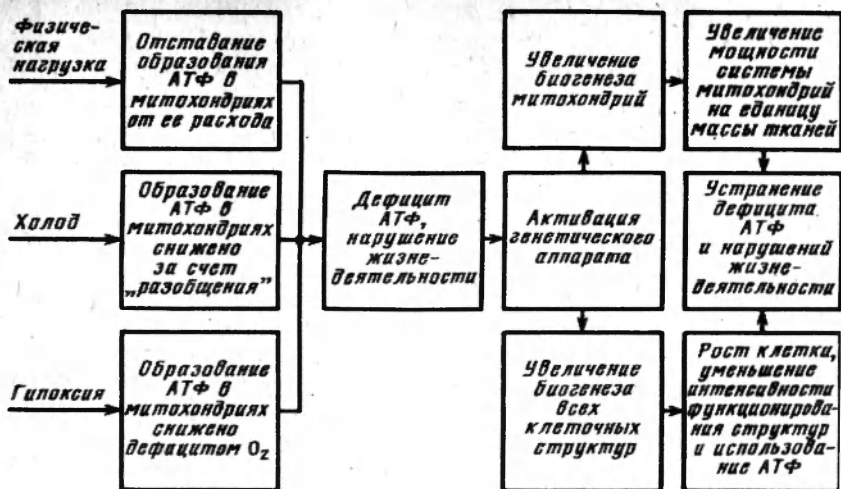 Физиче-
ская
нагрузка
Отставание
образования
АТФ в
митохондриях
от ее расхода
Холод
Образование
АТФ в
митохондриях
снижено
за счет
„разобщения"
Гипоксия
Образование
АТФ в
митохондриях
снижено
дефицитом O₂
Дефицит
АТФ,
нарушение
жизне-
деятельности
Увеличение
биогенеза
митохондрий
Активация
генетического
аппарата
Увеличение
биогенеза
всех
клеточных
структур
Увеличение
мощности
системы
митохондрий
на единицу
массы тканей
Устранение
дефицита
АТФ
и нарушений
жизне-
деятельности
Рост клетки,
уменьшение
интенсивности
функционирова-
ния структур
и использова-
ние АТФ